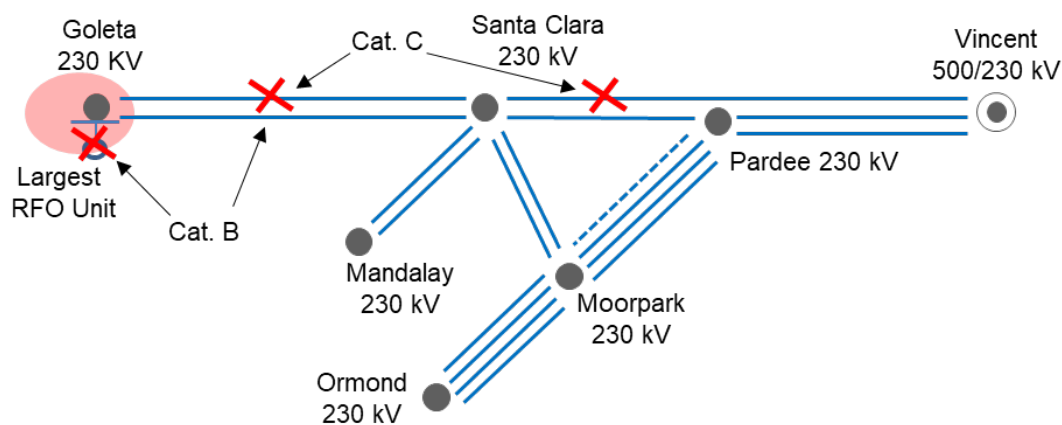 Goleta
230 KV
Cat. C
Santa Clara
230 kV
Vincent
500/230 kV
Largest
RFO Unit
Cat. B
Pardee 230 kV
Mandalay
230 kV
Moorpark
230 kV
Ormond
230 kV